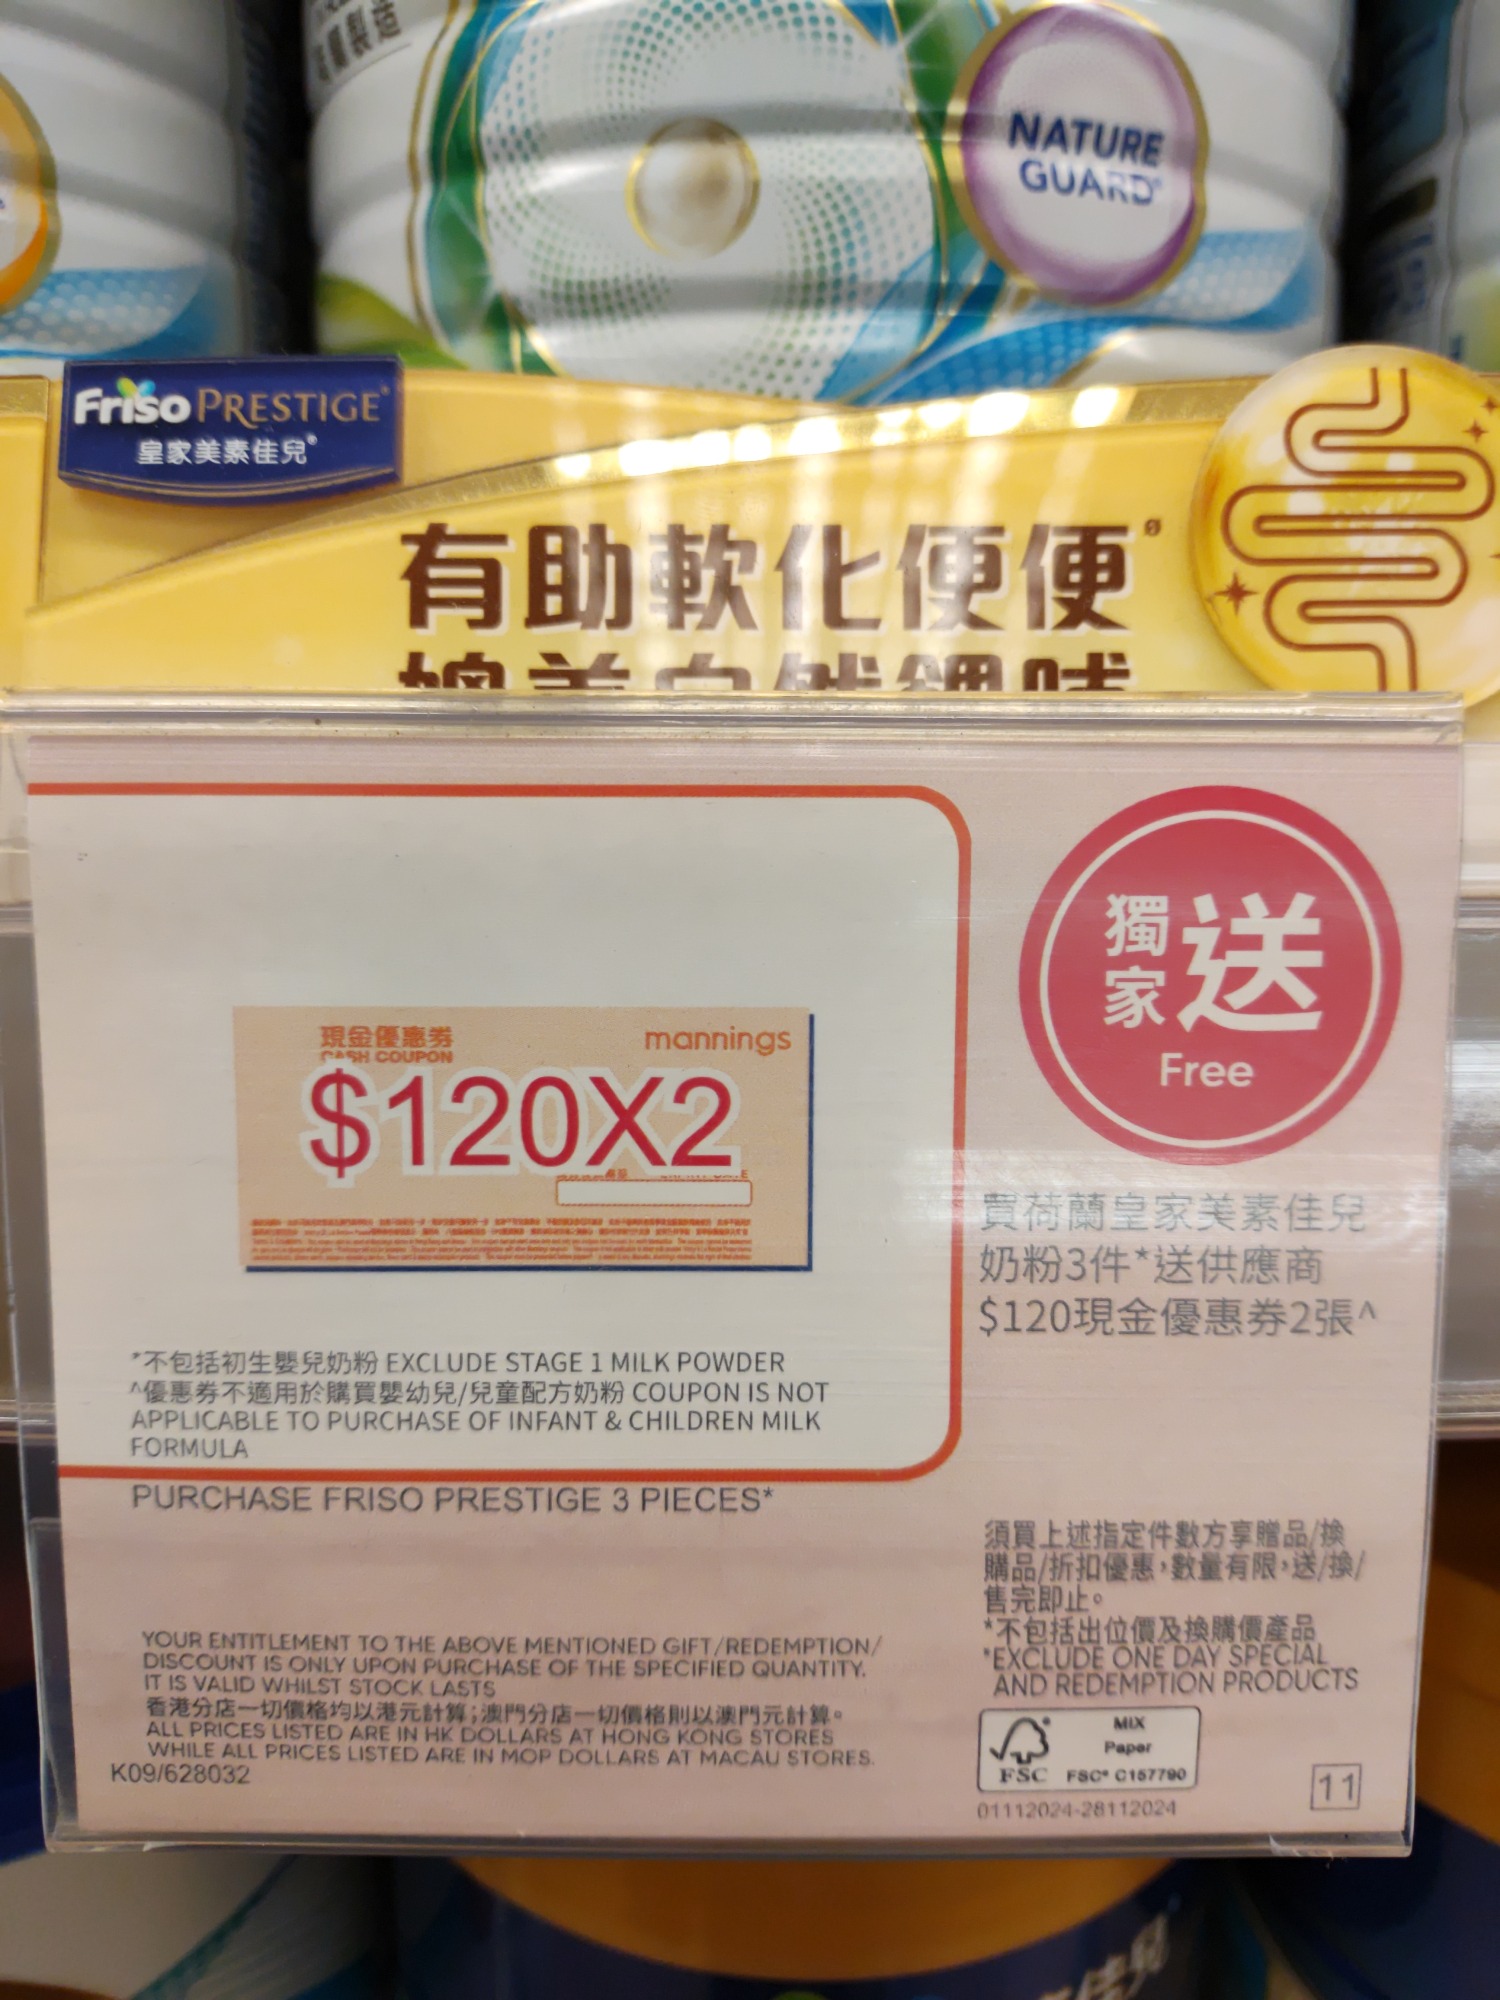 NATURE
GUARD
Friso PRESTIGE®
皇家美素佳兒®
有助軟化便便
現金優惠券
mannings
CASH COUPON
$120X2
獨家送
Free
買荷蘭皇家美素佳兒
奶粉3件*送供應商
$120現金優惠券2張^
*不包括初生嬰兒奶粉 EXCLUDE STAGE 1 MILK POWDER
^優惠券不適用於購買嬰幼兒/兒童配方奶粉 COUPON IS NOT
APPLICABLE TO PURCHASE OF INFANT & CHILDREN MILK
FORMULA
PURCHASE FRISO PRESTIGE 3 PIECES*
須買上述指定件數方享贈品/換
購品/折扣優惠，數量有限，送/換/
售完即止。
*不包括出位價及換購價產品
*EXCLUDE ONE DAY SPECIAL
AND REDEMPTION PRODUCTS
YOUR ENTITLEMENT TO THE ABOVE MENTIONED GIFT/REDEMPTION/
DISCOUNT IS ONLY UPON PURCHASE OF THE SPECIFIED QUANTITY.
IT IS VALID WHILST STOCK LASTS
香港分店一切價格均以港元計算；澳門分店一切價格則以澳門元計算。
ALL PRICES LISTED ARE IN HK DOLLARS AT HONG KONG STORES
WHILE ALL PRICES LISTED ARE IN MOP DOLLARS AT MACAU STORES.
K09/628032
MIX
Paper
FSC
FSC® C157790
01112024-28112024
11